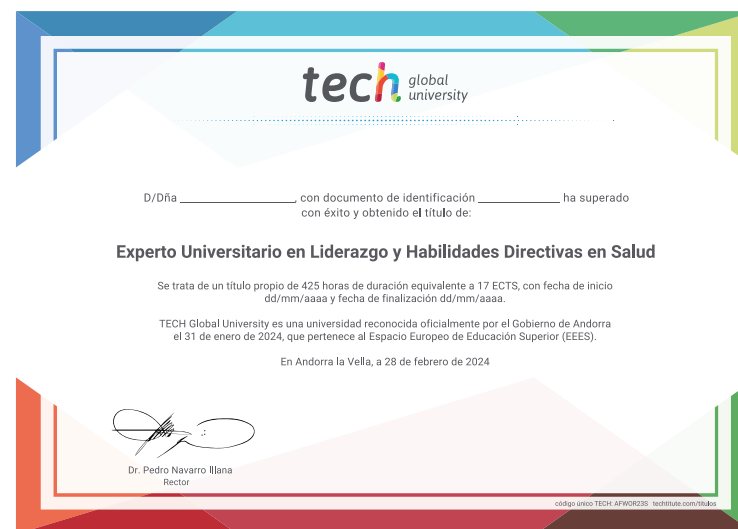 tech global university
D/Dña ____________, con documento de identificación ____________ ha superado
con éxito y obtenido el título de:
Experto Universitario en Liderazgo y Habilidades Directivas en Salud
Se trata de un título propio de 425 horas de duración equivalente a 17 ECTS, con fecha de inicio
dd/mm/aaaa y fecha de finalización dd/mm/aaaa.
TECH Global University es una universidad reconocida oficialmente por el Gobierno de Andorra
el 31 de enero de 2024, que pertenece al Espacio Europeo de Educación Superior (EEES).
En Andorra la Vella, a 28 de febrero de 2024
Dr. Pedro Navarro Illana
Rector
código único TECH: AFWOR23S techtitute.com/titulos